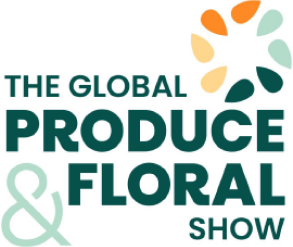 THE GLOBAL
PRODUCE
& FLORAL
SHOW